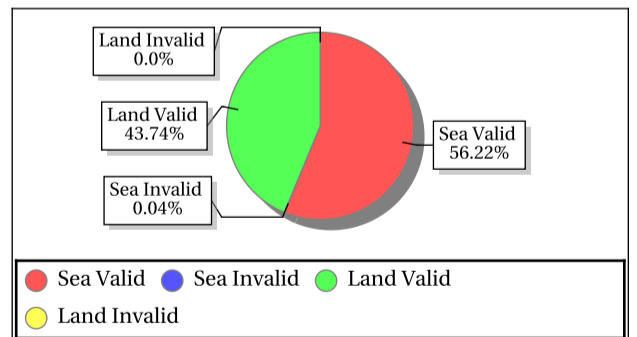 Land Invalid
0.0%
Land Valid
43.74%
Sea Valid
56.22%
Sea Invalid
0.04%
Sea Valid Sea Invalid Land Valid
Land Invalid